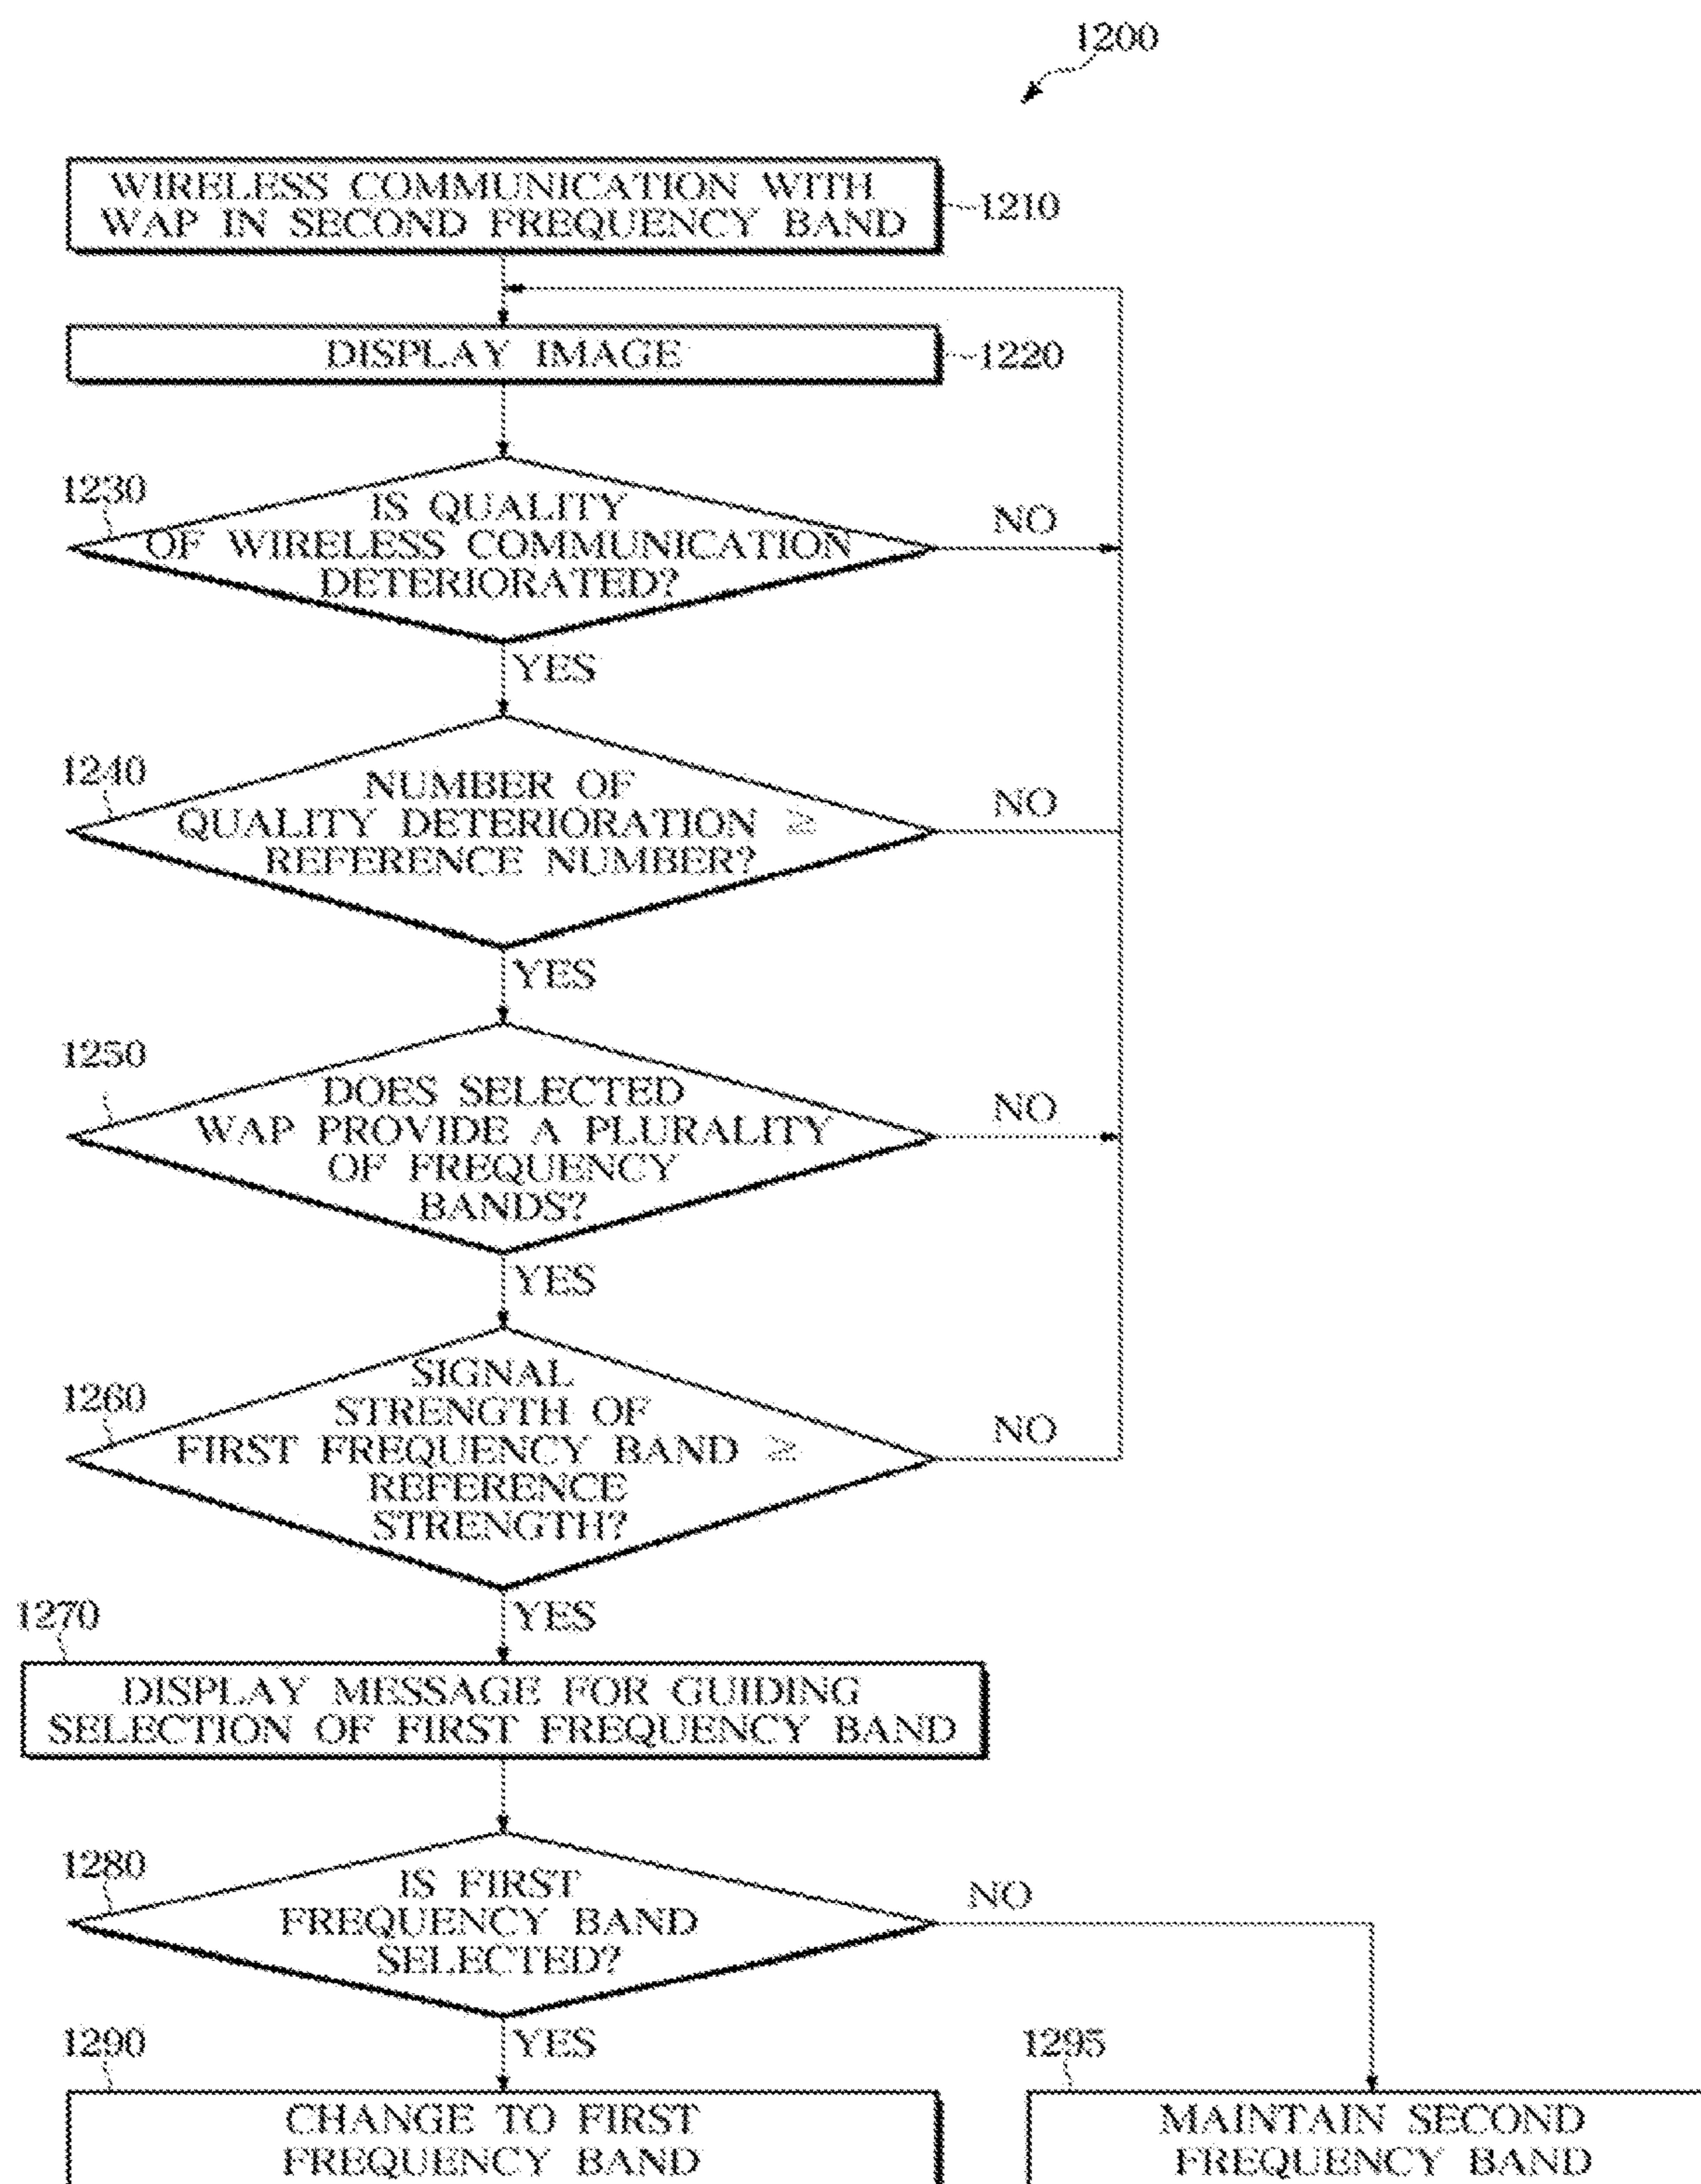 1200
WIRELESS COMMUNICATION WITH
WAP IN SECOND FREQUENCY BAND
1210
DISPLAY IMAGE
1220
1230
IS QUALITY
OF WIRELESS COMMUNICATION
DETERIORATED?
NO
YES
1240
NUMBER OF
QUALITY DETERIORATION ≥
REFERENCE NUMBER?
NO
YES
1250
DOES SELECTED
WAP PROVIDE A PLURALITY
OF FREQUENCY
BANDS?
NO
YES
1260
SIGNAL
STRENGTH OF
FIRST FREQUENCY BAND ≥
REFERENCE
STRENGTH?
NO
YES
1270
DISPLAY MESSAGE FOR GUIDING
SELECTION OF FIRST FREQUENCY BAND
1280
IS FIRST
FREQUENCY BAND
SELECTED?
NO
YES
1290
CHANGE TO FIRST
FREQUENCY BAND
1295
MAINTAIN SECOND
FREQUENCY BAND